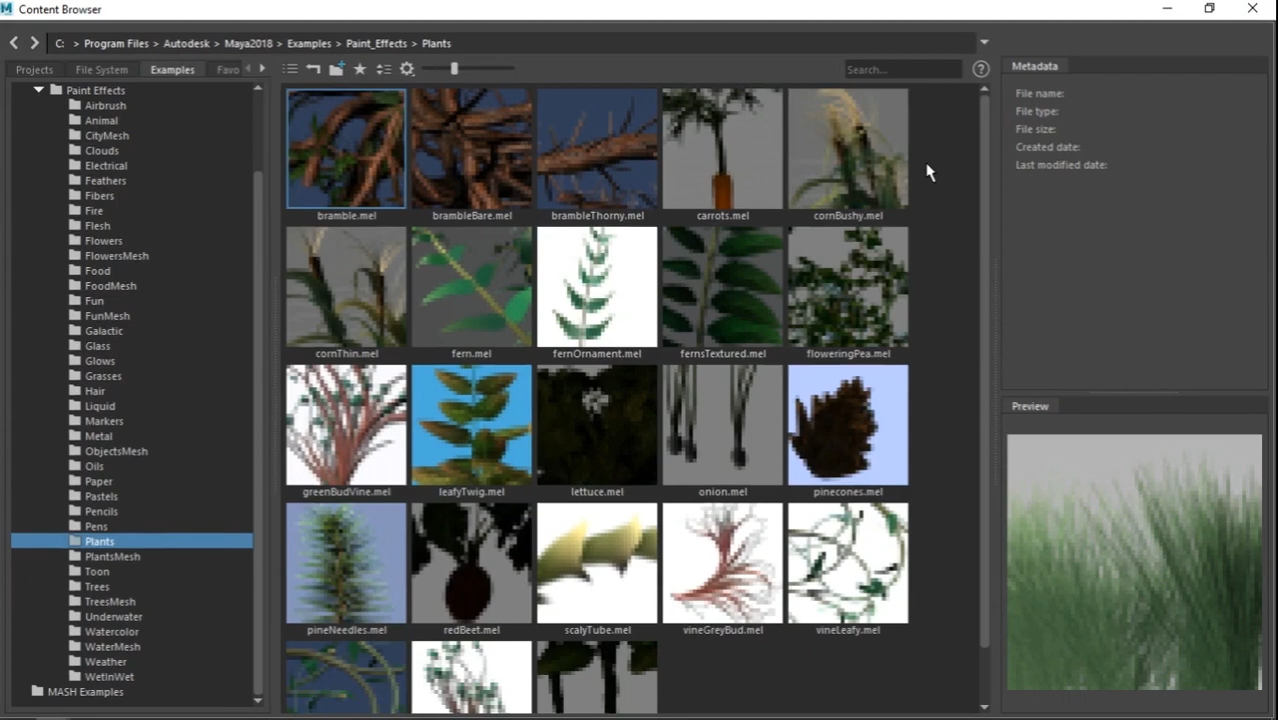 Content Browser
C: > Program Files > Autodesk > Maya2018 > Examples > Paint_Effects > Plants
Projects File System Examples Favo
Search...
Paint Effects
Airbrush
Animal
CityMesh
Clouds
Electrical
Feathers
Fibers
Fire
Flesh
Flowers
FlowersMesh
Food
FoodMesh
Fun
FunMesh
Galactic
Glass
Glows
Grasses
Hair
Liquid
Markers
Metal
ObjectsMesh
Oils
Paper
Pastels
Pencils
Pens
Plants
PlantsMesh
Toon
Trees
TreesMesh
Underwater
Watercolor
WaterMesh
Weather
WetInWet
MASH Examples
bramble.mel brambleBare.mel brambleThorny.mel carrots.mel cornBushy.mel
cornThin.mel fern.mel fernOrnament.mel fernsTextured.mel floweringPea.mel
greenBudVine.mel leafyTwig.mel lettuce.mel onion.mel pinecones.mel
pineNeedles.mel redBeet.mel scalyTube.mel vineGreyBud.mel vineLeafy.mel
Metadata
File name:
File type:
File size:
Created date:
Last modified date:
Preview